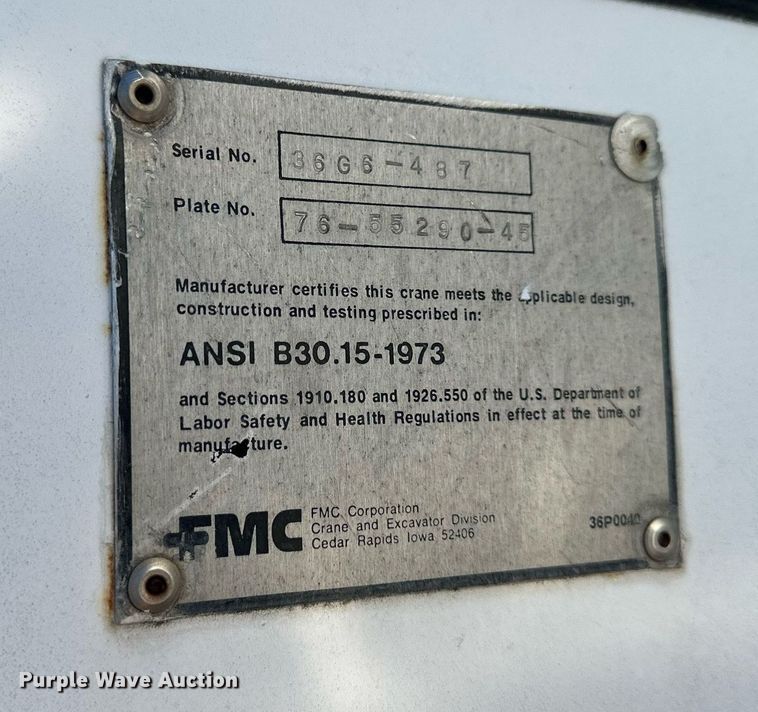 Serial No. 36G6-487
Plate No. 76-55290-45
Manufacturer certifies this crane meets the applicable design,
construction and testing prescribed in:
ANSI B30.15-1973
and Sections 1910.180 and 1926.550 of the U.S. Department of
Labor Safety and Health Regulations in effect at the time of
manufacture.
FMC
FMC Corporation
Crane and Excavator Division
Cedar Rapids Iowa 52406
36P0040
Purple Wave Auction